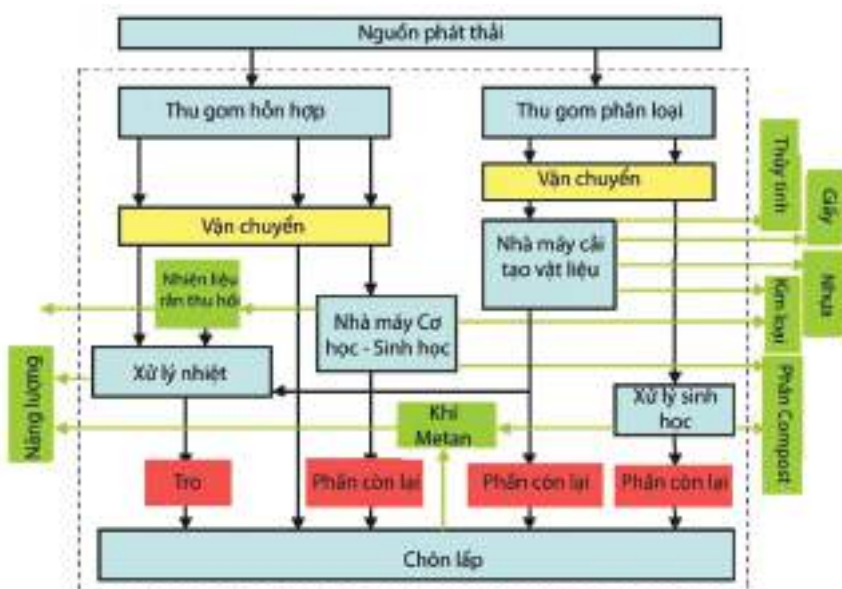 Nguồn phát thải
Thu gom hỗn hợp
Thu gom phân loại
Thủy tinh
Giấy
Vận chuyển
Vận chuyển
Nhà máy cải
tạo vật liệu
Nhựa
Kim loại
Nhiên liệu
rắn thu hồi
Nhà máy Cơ
học - Sinh học
Xử lý nhiệt
Năng lượng
Xử lý sinh
học
Phân Compost
Khí
Metan
Tro
Phần còn lại
Phần còn lại
Phần còn lại
Chôn lấp